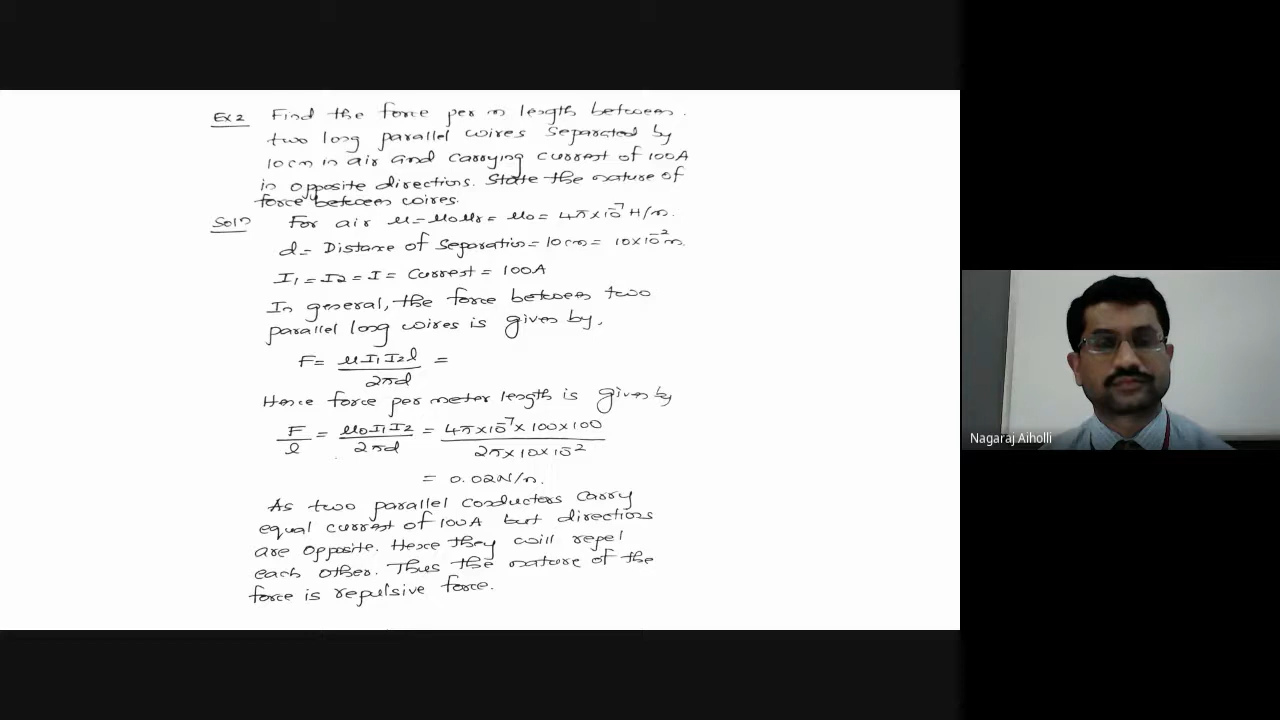 Ex 2 Find the force per m length between
two long parallel wires separated by
10cm in air and carrying current of 100A
in opposite directions. State the nature of
force between wires.
Soln For air μ = μ0μr = μ0 = 4π×10⁻⁷ H/m.
d = Distance of separation = 10cm = 10×10⁻² m.
I1 = I2 = I = Current = 100A
In general, the force between two
parallel long wires is given by,
F = μI1I2l / 2πd =
Hence force per meter length is given by
F/l = μ0I1I2 / 2πd = 4π×10⁻⁷×100×100 / 2π×10×10⁻²
= 0.02N/m.
As two parallel conductors carry
equal current of 100A but directions
are opposite. Hence they will repel
each other. Thus the nature of the
force is repulsive force.
Nagaraj Aiholli